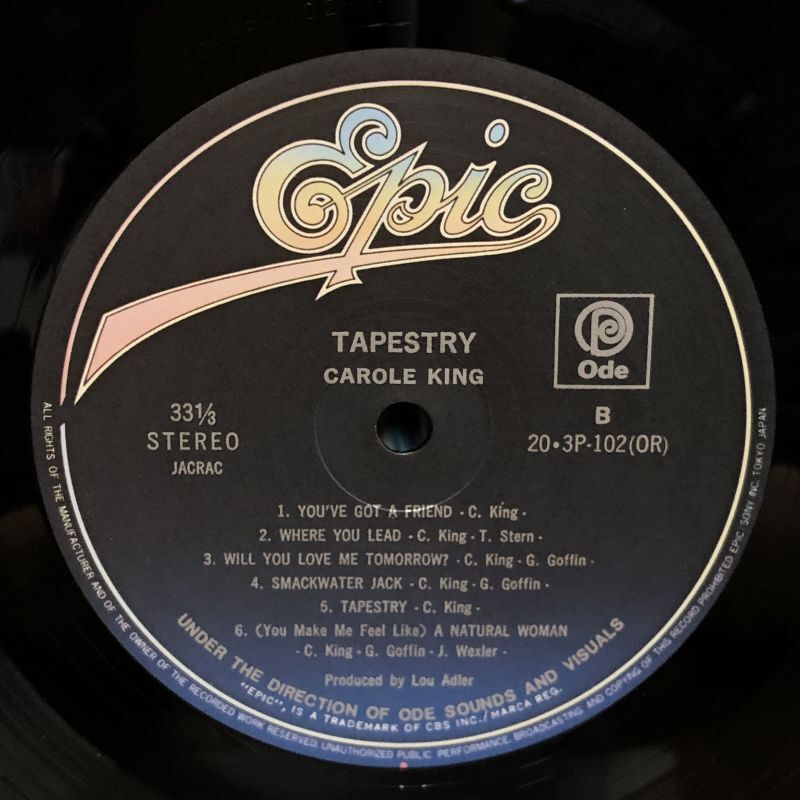 Epic
TAPESTRY
CAROLE KING
Ode
33⅓
STEREO
JACRAC
B
20•3P-102(OR)
1. YOU'VE GOT A FRIEND - C. King -
2. WHERE YOU LEAD - C. King - T. Stern -
3. WILL YOU LOVE ME TOMORROW? - C. King - G. Goffin -
4. SMACKWATER JACK - C. King - G. Goffin -
5. TAPESTRY - C. King -
6. (You Make Me Feel Like) A NATURAL WOMAN
- C. King - G. Goffin - J. Wexler -
Produced by Lou Adler
UNDER THE DIRECTION OF ODE SOUNDS AND VISUALS
"EPIC", IS A TRADEMARK OF CBS INC./MARCA REG.
ALL RIGHTS OF THE MANUFACTURER AND OF THE OWNER OF THE RECORDED WORK RESERVED. UNAUTHORIZED PUBLIC PERFORMANCE, BROADCASTING AND COPYING OF THIS RECORD PROHIBITED EPIC SONY INC. TOKYO JAPAN